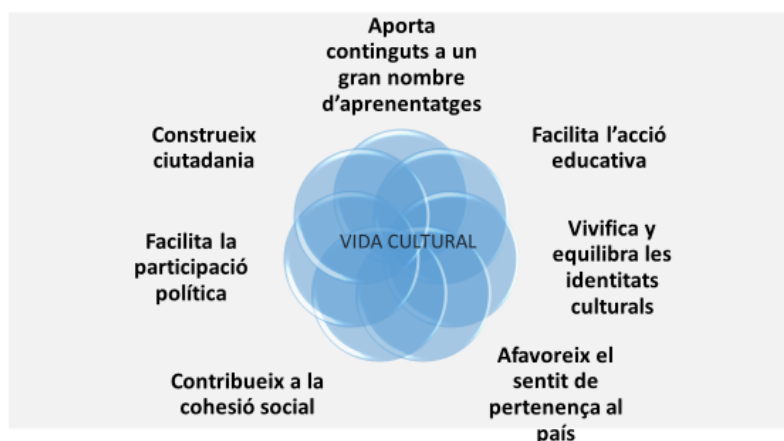 Aporta
continguts a un
gran nombre
d'aprenentatges
Facilita l'acció
educativa
Vivifica y
equilibra les
identitats
culturals
Afavoreix el
sentit de
pertenença al
país
Contribueix a la
cohesió social
Facilita la
participació
política
Construeix
ciutadania
VIDA CULTURAL